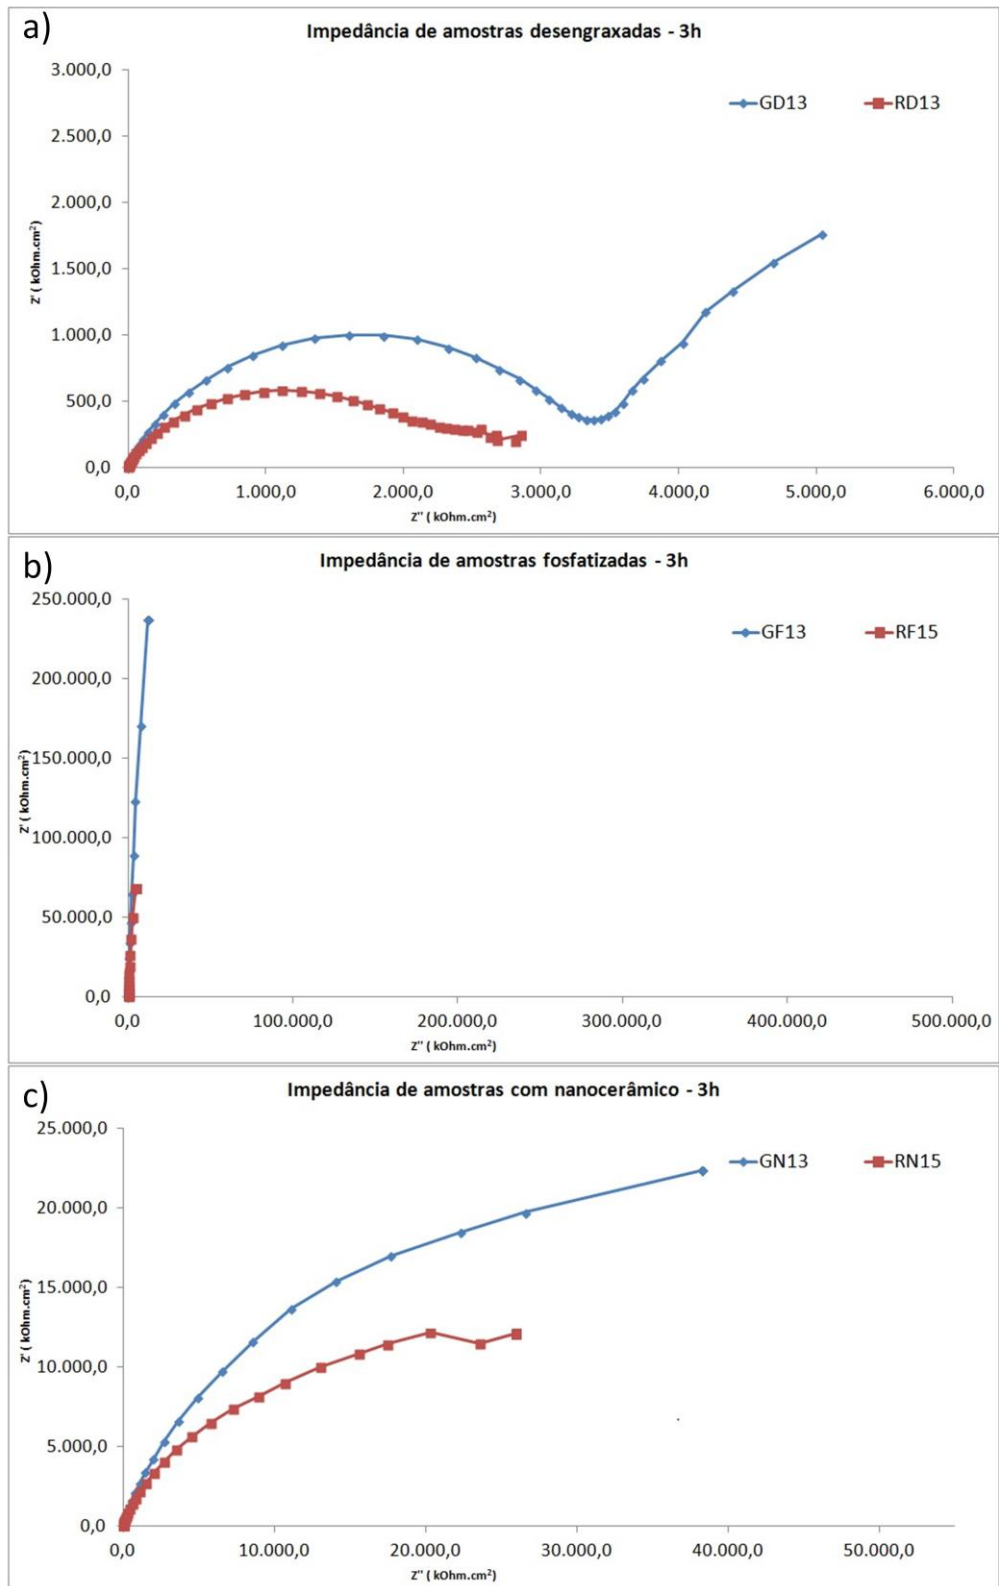 a)
Impedância de amostras desengraxadas - 3h
3.000,0
2.500,0
2.000,0
1.500,0
1.000,0
500,0
0,0
Z' ( kOhm.cm²)
GD13 RD13
0,0 1.000,0 2.000,0 3.000,0 4.000,0 5.000,0 6.000,0
Z'' ( kOhm.cm²)
b)
Impedância de amostras fosfatizadas - 3h
250.000,0
200.000,0
150.000,0
100.000,0
50.000,0
0,0
Z' ( kOhm.cm²)
GF13 RF15
0,0 100.000,0 200.000,0 300.000,0 400.000,0 500.000,0
Z'' ( kOhm.cm²)
c)
Impedância de amostras com nanocerâmico - 3h
25.000,0
20.000,0
15.000,0
10.000,0
5.000,0
0,0
Z' ( kOhm.cm²)
GN13 RN15
0,0 10.000,0 20.000,0 30.000,0 40.000,0 50.000,0
Z'' ( kOhm.cm²)